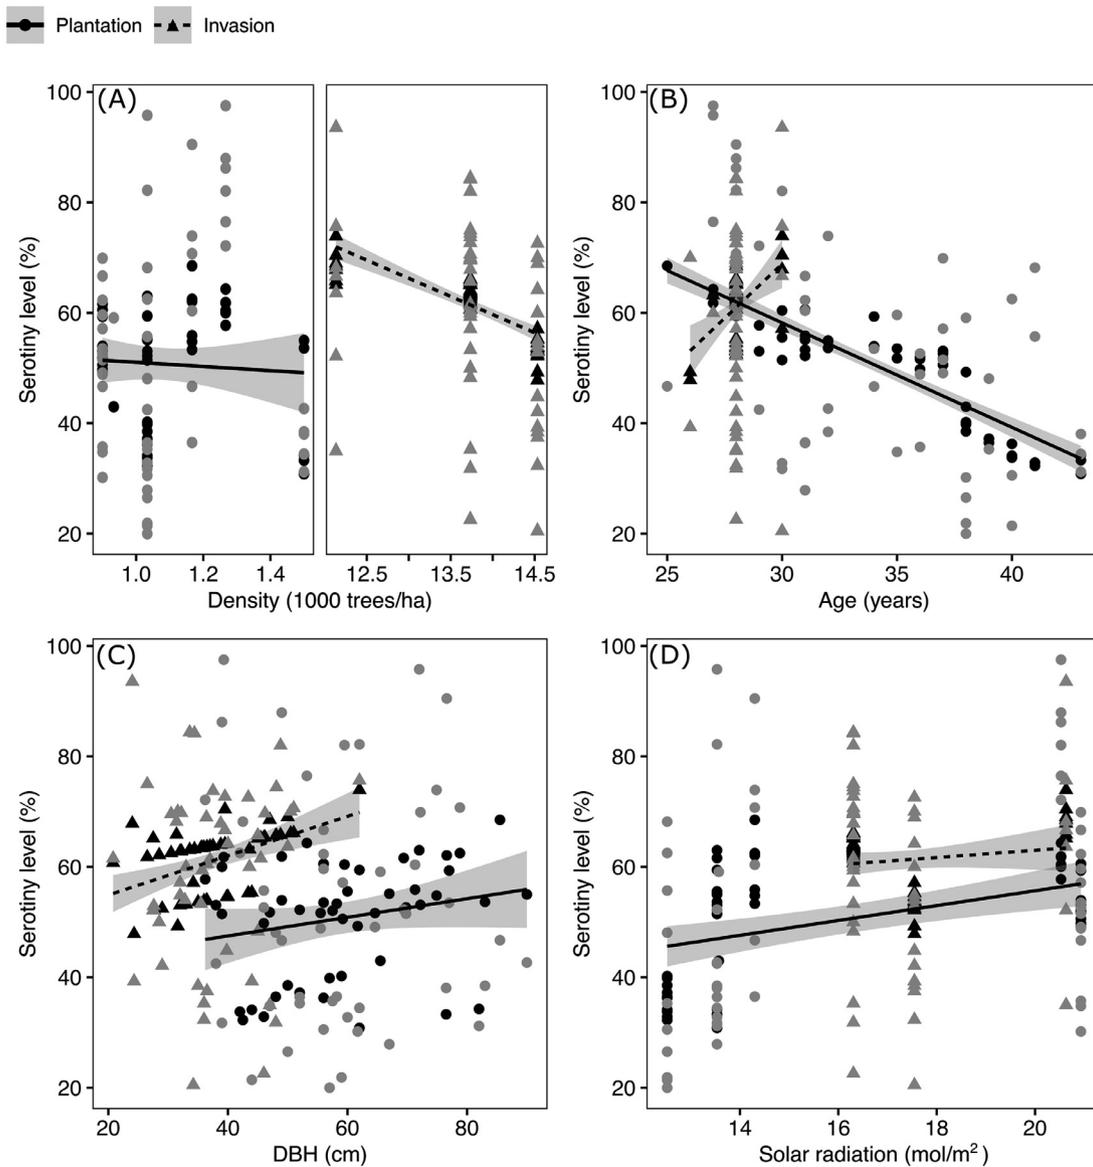 Plantation Invasion
(A)
100
80
60
40
20
Serotiny level (%)
1.0 1.2 1.4 12.5 13.5 14.5
Density (1000 trees/ha)
(B)
100
80
60
40
20
Serotiny level (%)
25 30 35 40
Age (years)
(C)
100
80
60
40
20
Serotiny level (%)
20 40 60 80
DBH (cm)
(D)
100
80
60
40
20
Serotiny level (%)
14 16 18 20
Solar radiation (mol/m²)